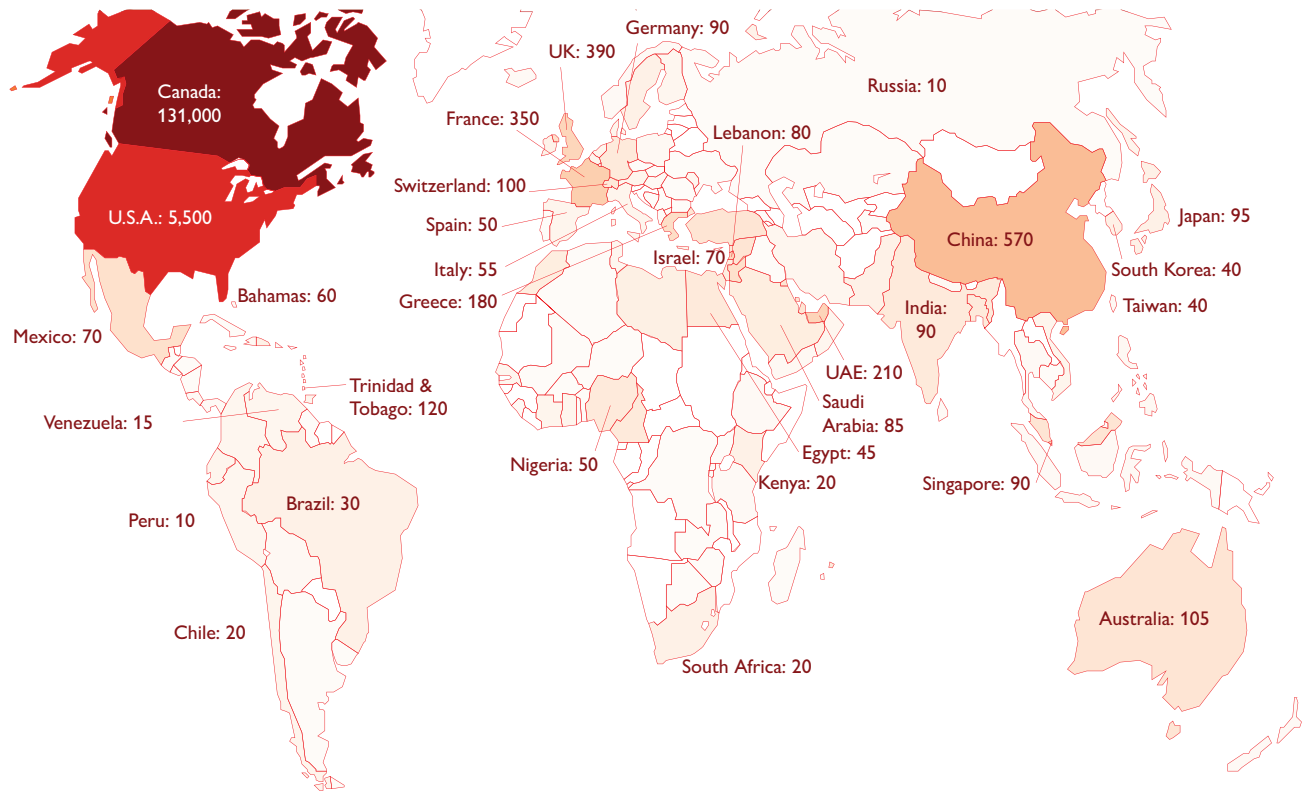 Germany: 90
UK: 390
Canada:
131,000
Russia: 10
France: 350
Lebanon: 80
Switzerland: 100
U.S.A.: 5,500
Spain: 50
Japan: 95
China: 570
Israel: 70
Italy: 55
South Korea: 40
Bahamas: 60
Greece: 180
Taiwan: 40
India:
90
Mexico: 70
UAE: 210
Trinidad &
Tobago: 120
Saudi
Arabia: 85
Venezuela: 15
Egypt: 45
Nigeria: 50
Kenya: 20
Singapore: 90
Brazil: 30
Peru: 10
Australia: 105
Chile: 20
South Africa: 20